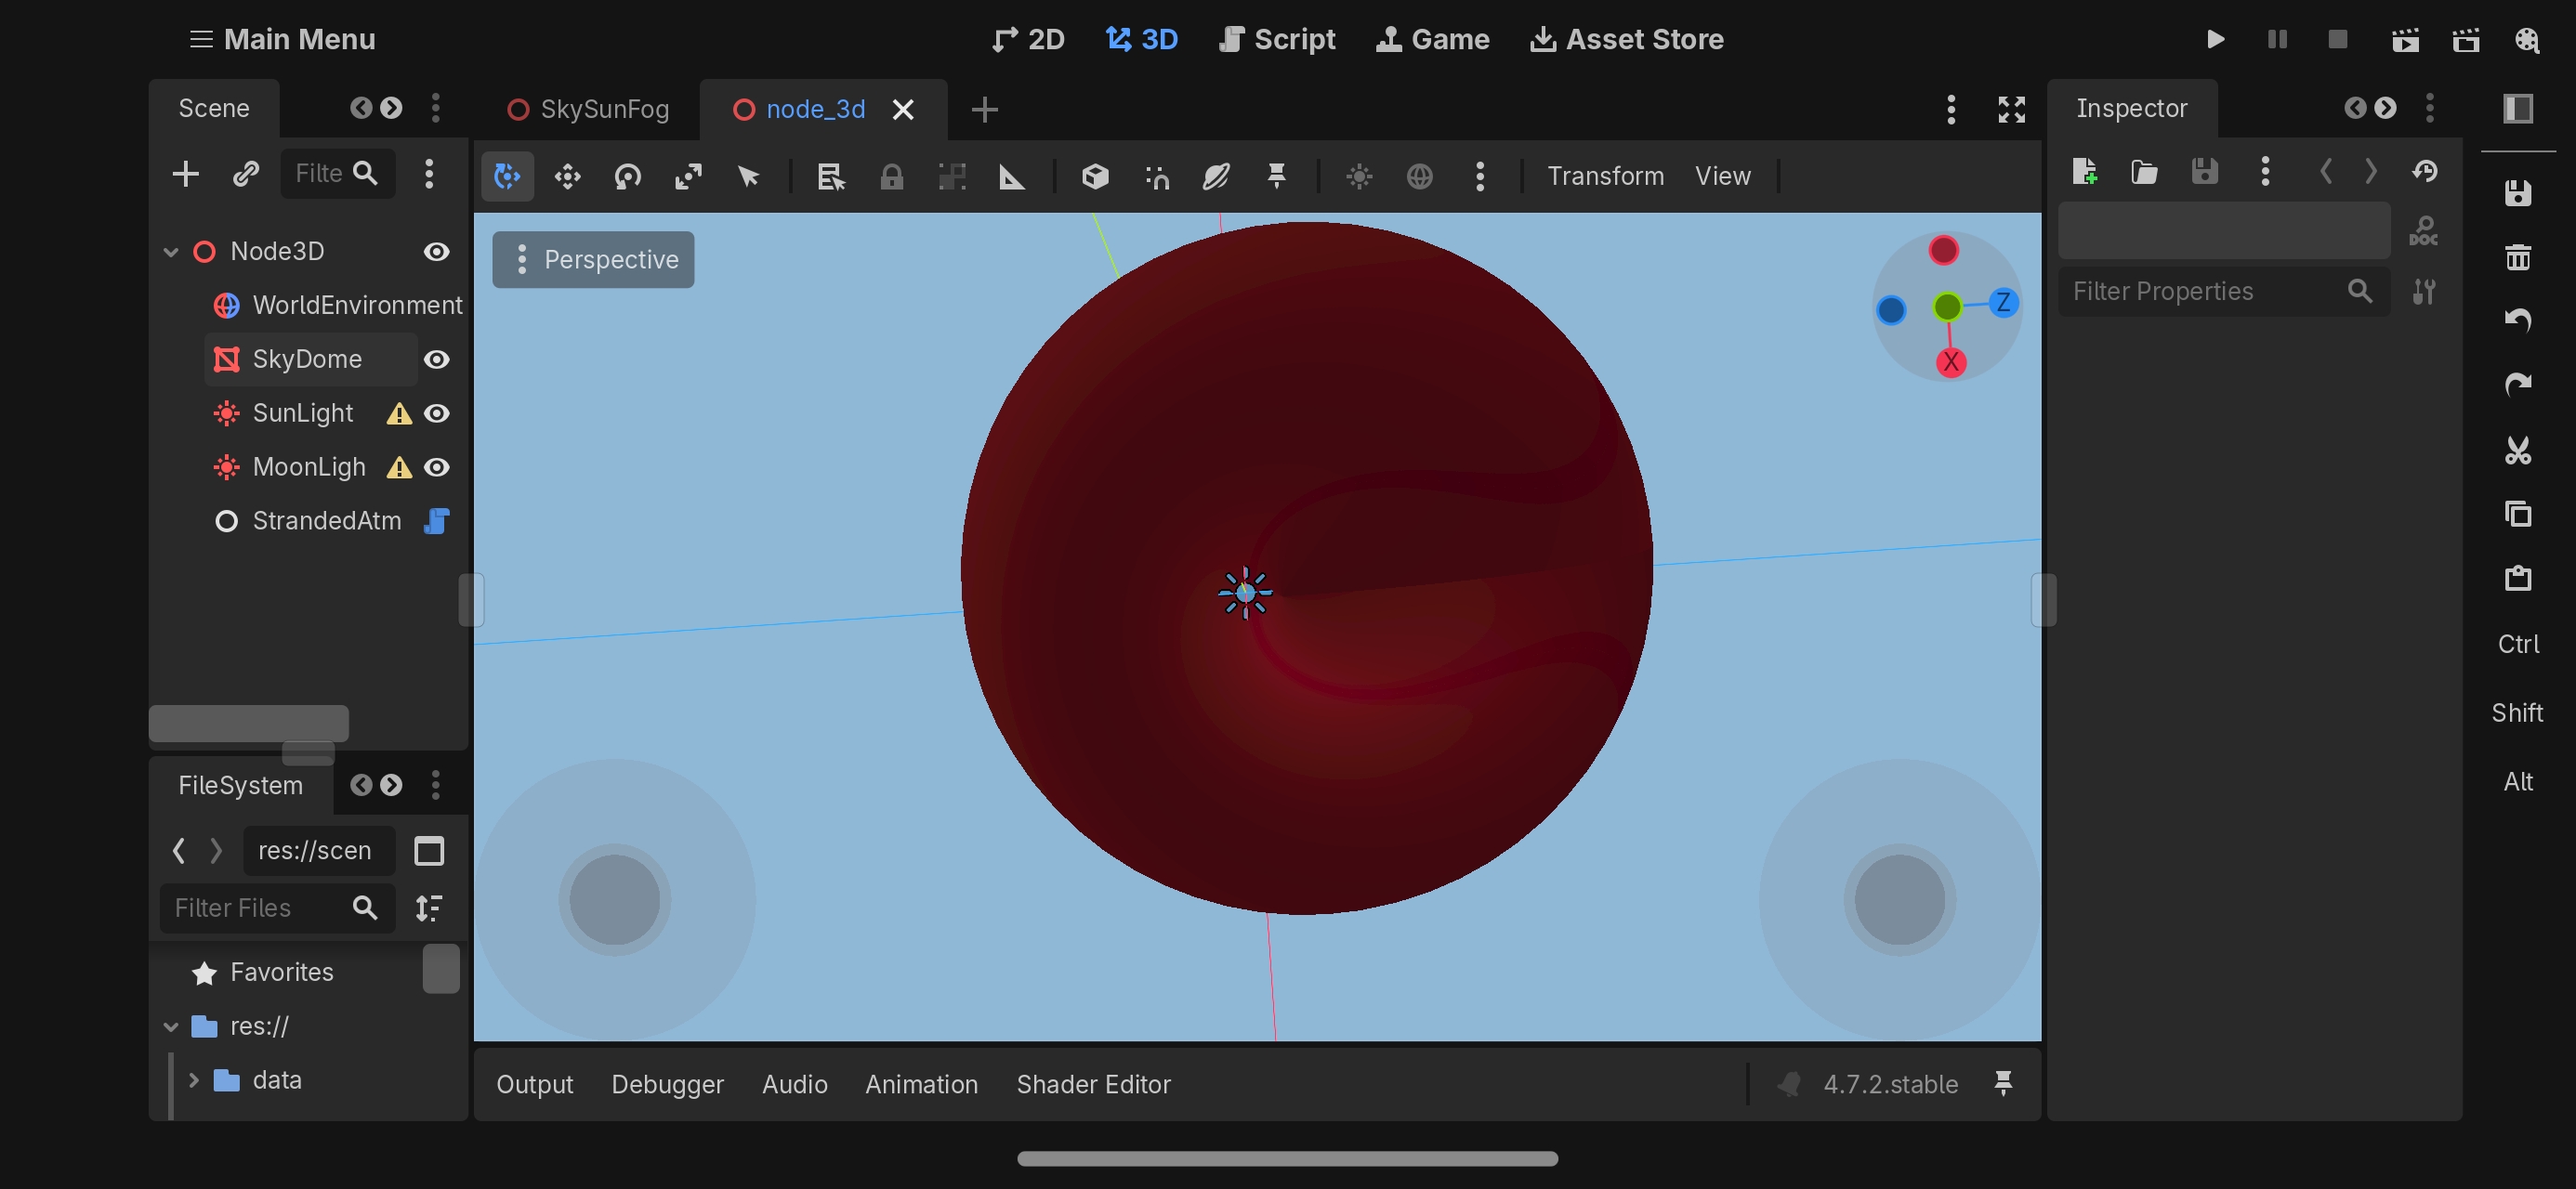 Main Menu
2D
3D
Script
Game
Asset Store
Scene
SkySunFog
node_3d
Inspector
Filte
Transform
View
Node3D
WorldEnvironment
SkyDome
SunLight
MoonLigh
StrandedAtm
Perspective
Z
X
DOC
Filter Properties
FileSystem
res://scen
Filter Files
Favorites
res://
data
Output
Debugger
Audio
Animation
Shader Editor
4.7.2.stable
Ctrl
Shift
Alt